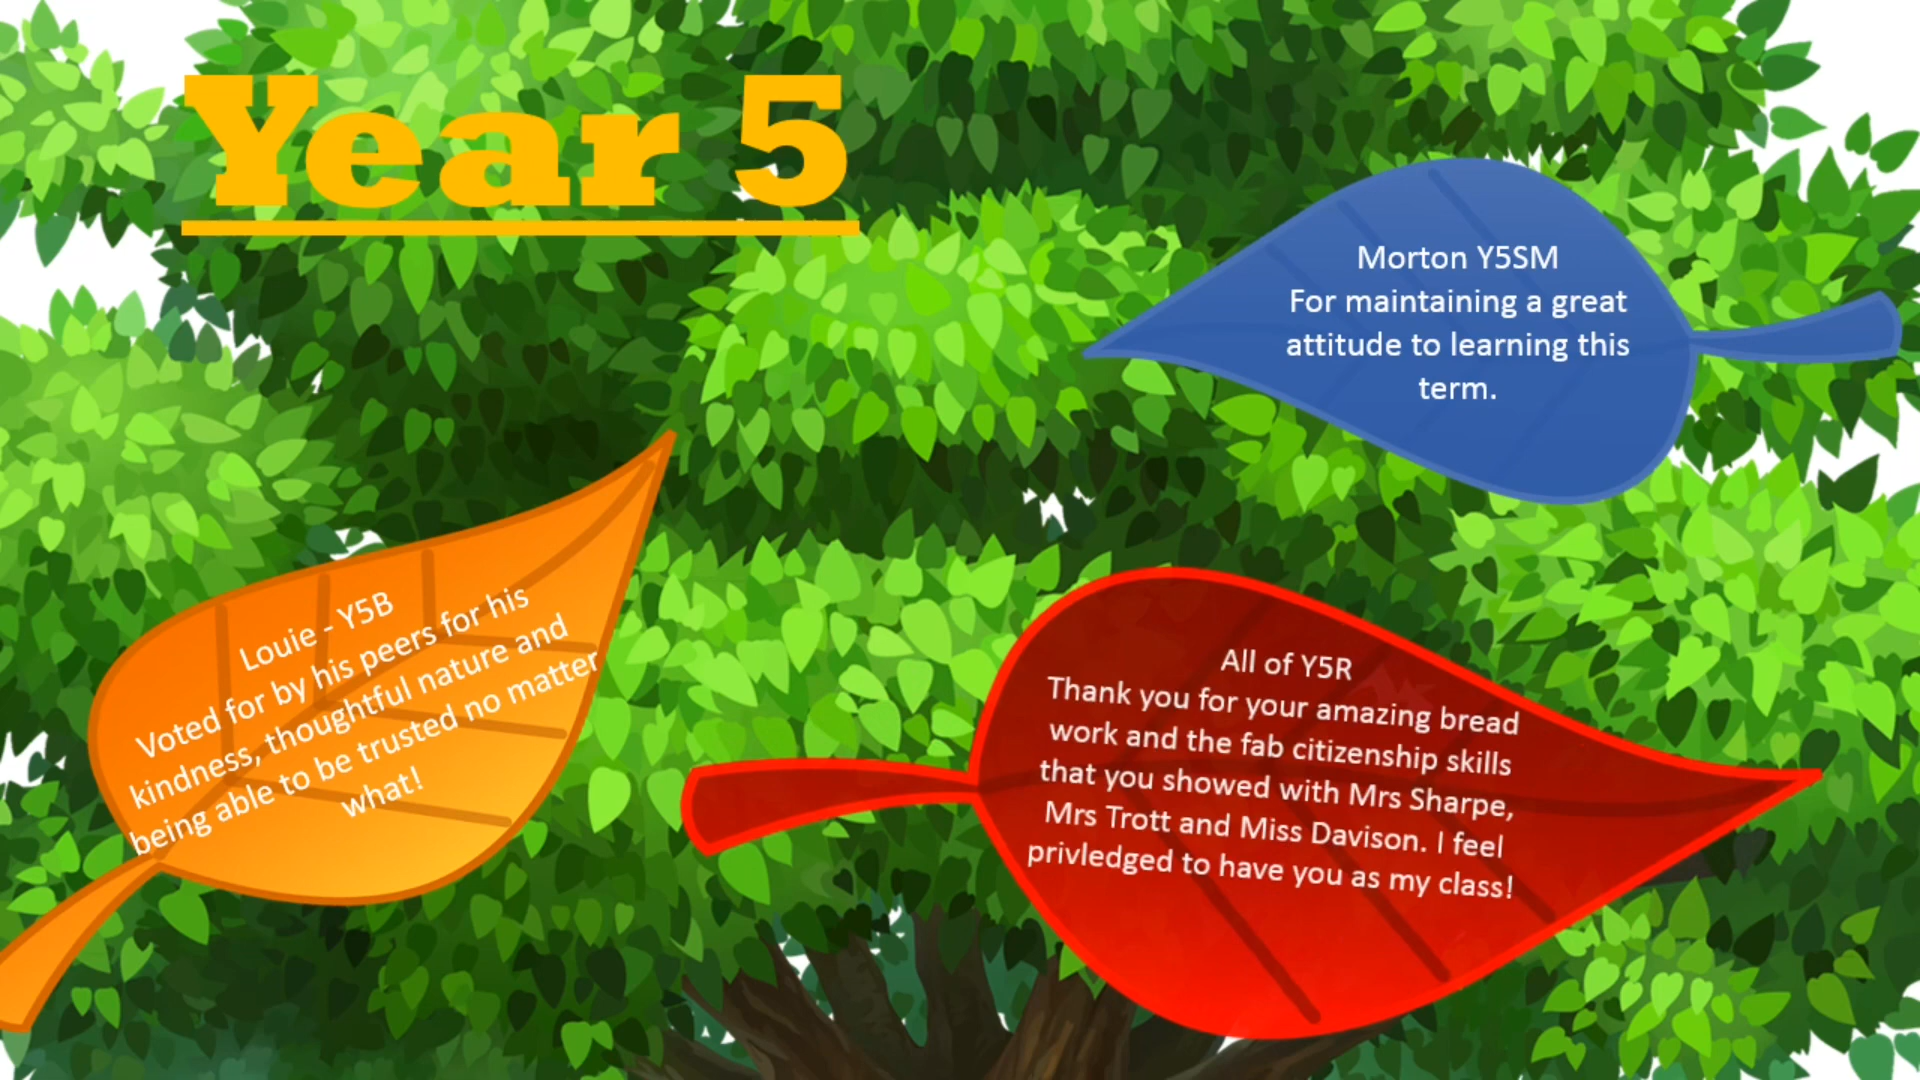 Year 5
Morton Y5SM
For maintaining a great
attitude to learning this
term.
Louie - Y5B
Voted for by his peers for his
kindness, thoughtful nature and
being able to be trusted no matter
what!
All of Y5R
Thank you for your amazing bread
work and the fab citizenship skills
that you showed with Mrs Sharpe,
Mrs Trott and Miss Davison. I feel
privledged to have you as my class!